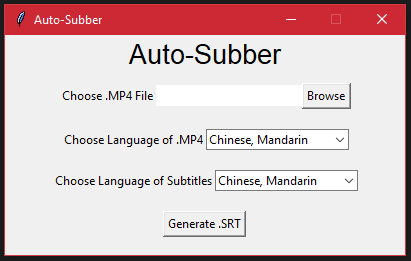 Auto-Subber
Auto-Subber
Choose .MP4 File Browse
Choose Language of .MP4 Chinese, Mandarin
Choose Language of Subtitles Chinese, Mandarin
Generate .SRT